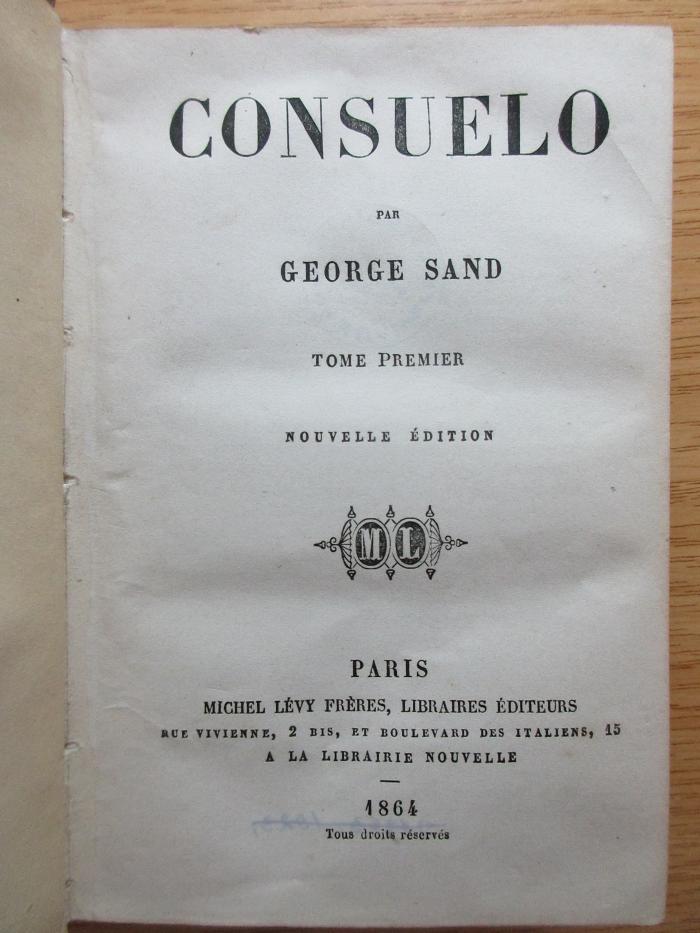 CONSUELO
PAR
GEORGE SAND
TOME PREMIER
NOUVELLE ÉDITION
M L
PARIS
MICHEL LÉVY FRÈRES, LIBRAIRES ÉDITEURS
RUE VIVIENNE, 2 BIS, ET BOULEVARD DES ITALIENS, 15
A LA LIBRAIRIE NOUVELLE
1864
Tous droits réservés